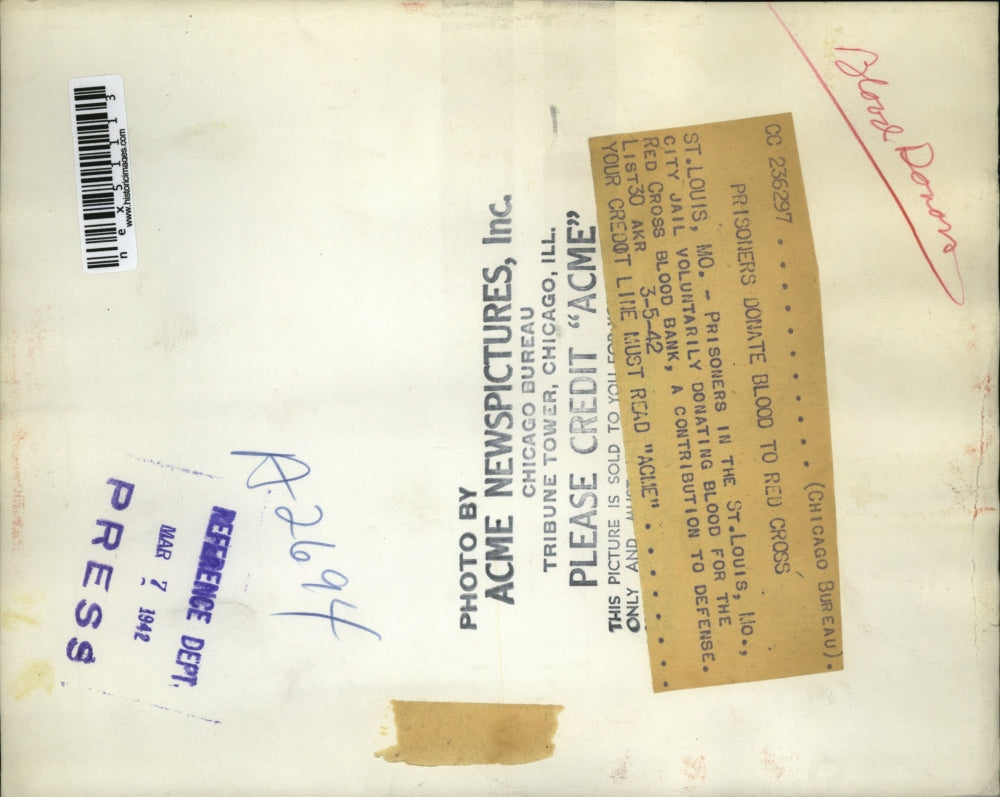 Blood Donors
CC 236297 . . . . . . . . . . . . (CHICAGO BUREAU).
PRISONERS DONATE BLOOD TO RED CROSS
ST.LOUIS, MO. - PRISONERS IN THE ST.LOUIS, MO.,
CITY JAIL VOLUNTARILY DONATING BLOOD FOR THE
RED CROSS BLOOD BANK, A CONTRIBUTION TO DEFENSE.
LIST30 AKR 3-5-42
YOUR CREDOT LINE MUST READ "ACME" . . . . . . . .
PHOTO BY
ACME NEWSPICTURES, Inc.
CHICAGO BUREAU
TRIBUNE TOWER, CHICAGO, ILL.
PLEASE CREDIT "ACME"
THIS PICTURE IS SOLD TO YOU FOR
ONLY AND
A-2694
REFERENCE DEPT.
MAR 7 1942
PRESS
nex51113
www.historicimages.com